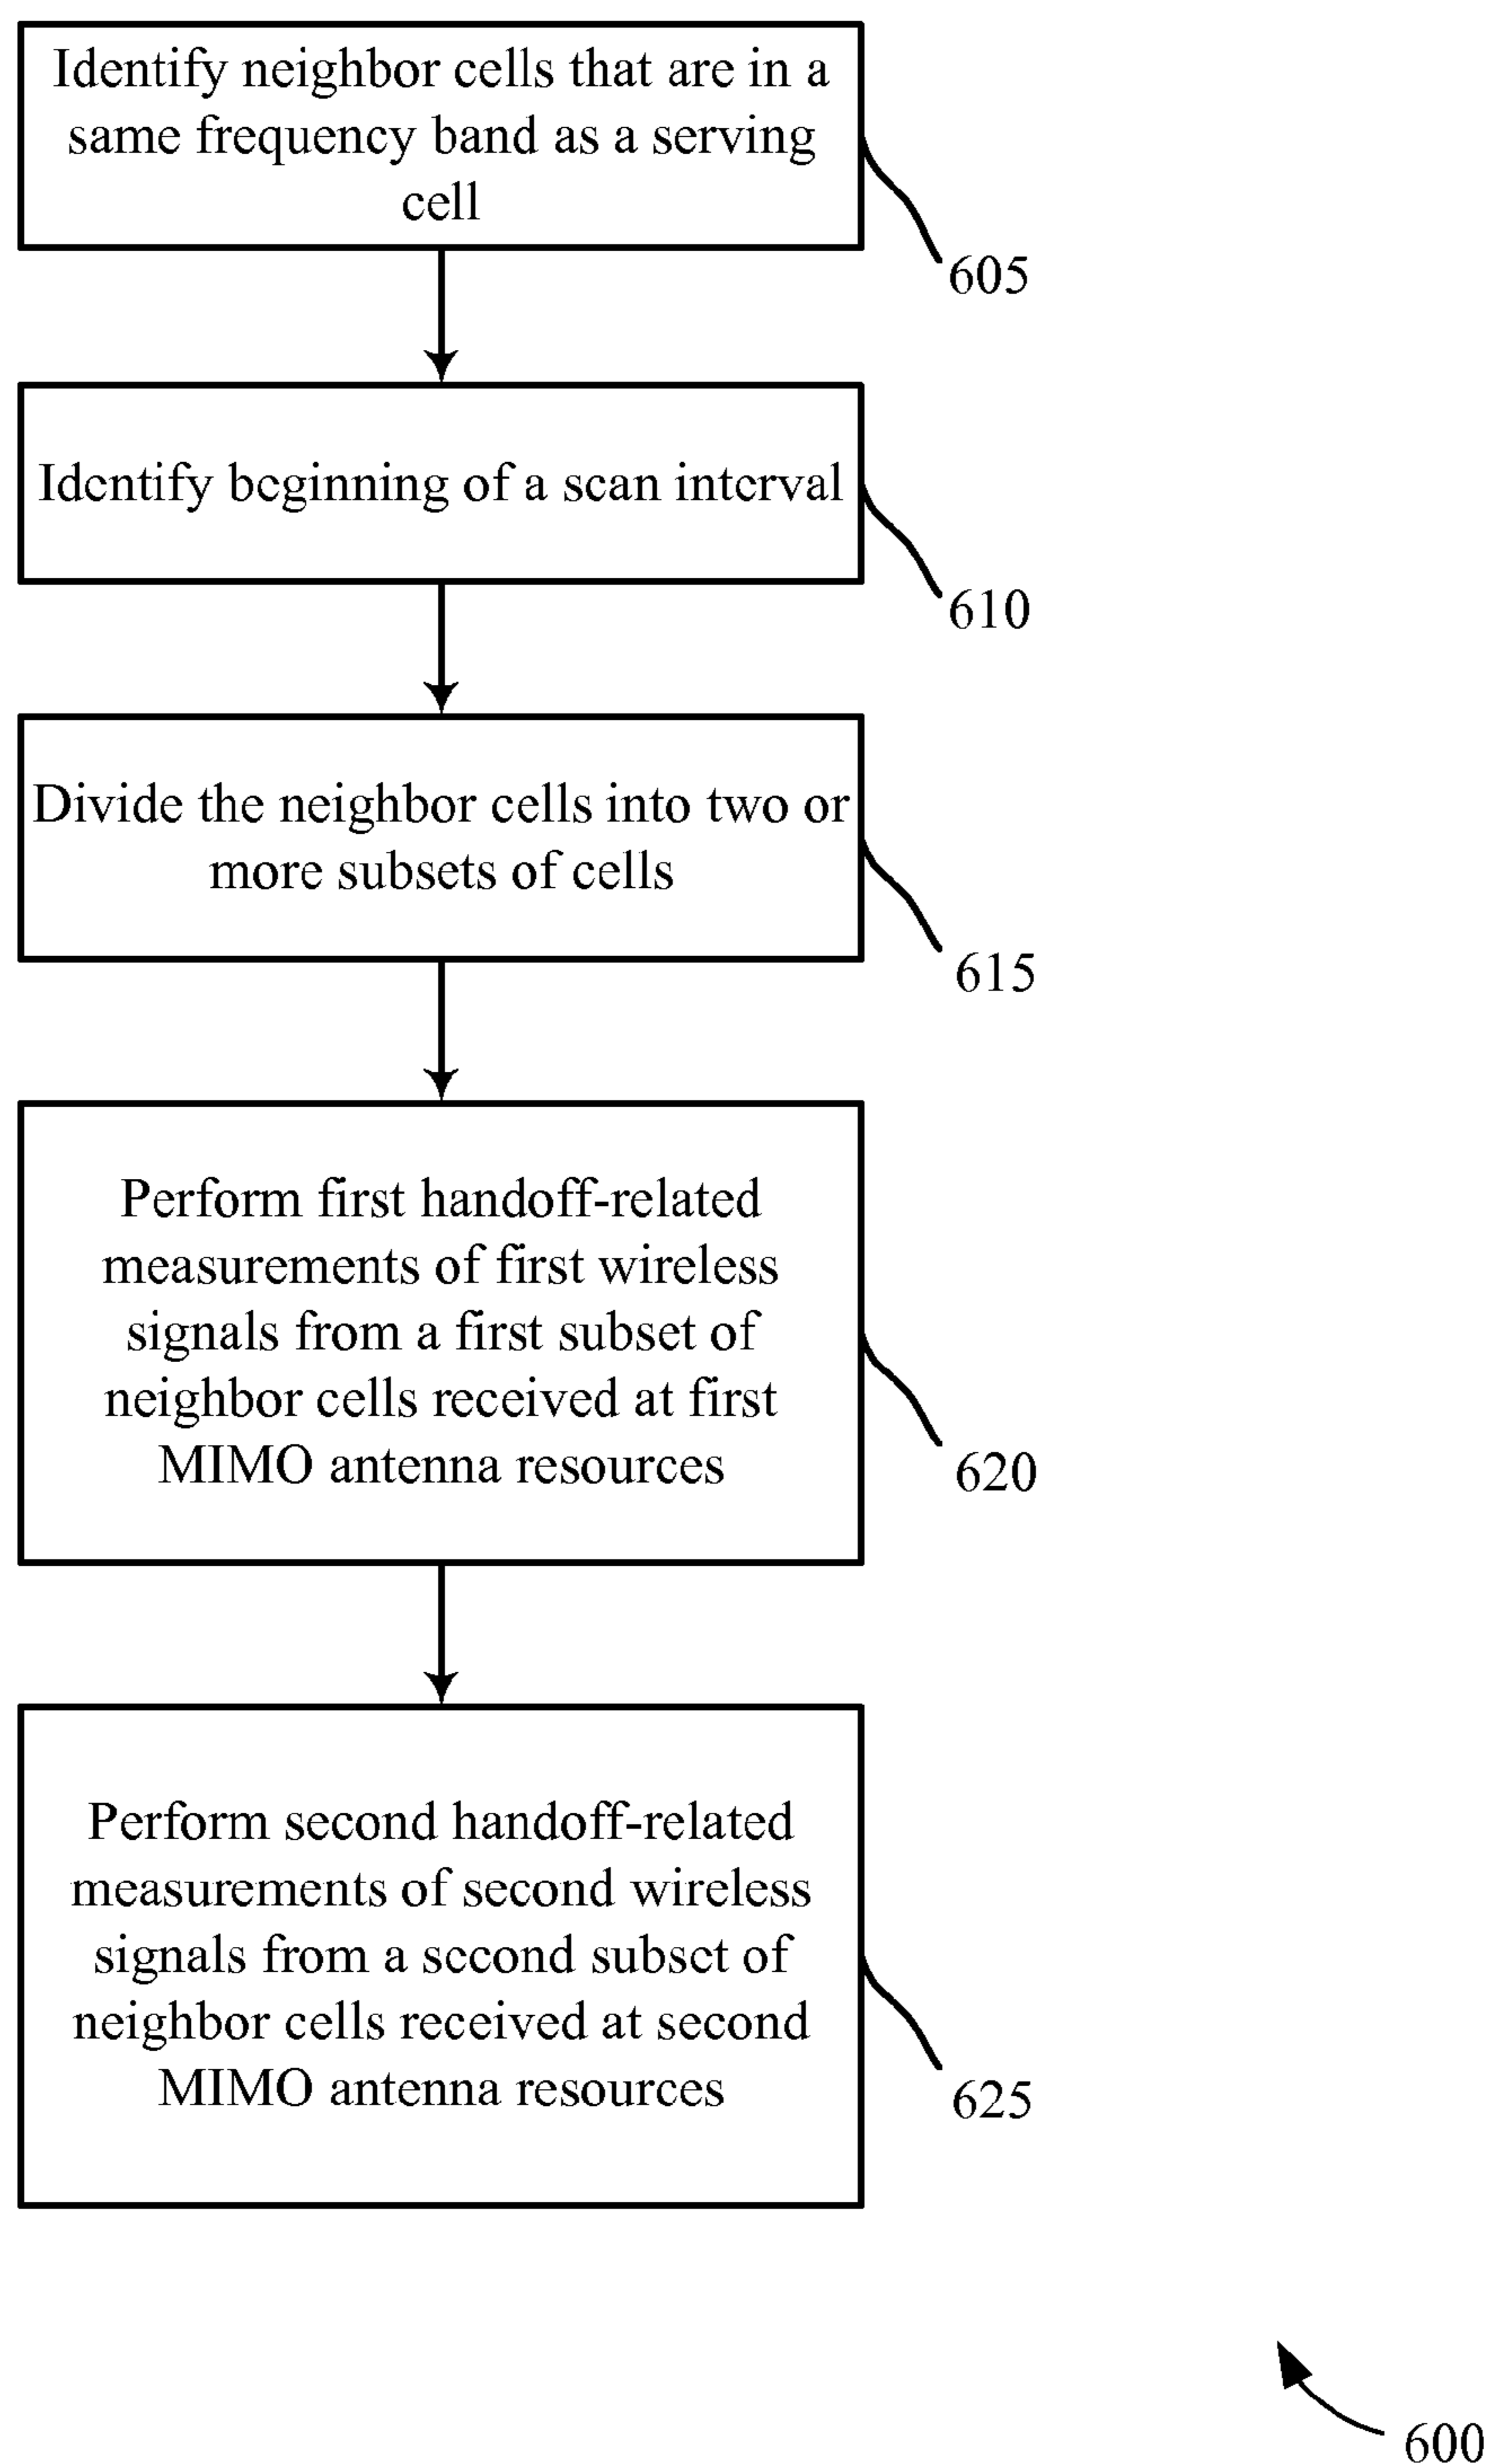 Identify neighbor cells that are in a
same frequency band as a serving
cell
605
Identify beginning of a scan interval
610
Divide the neighbor cells into two or
more subsets of cells
615
Perform first handoff-related
measurements of first wireless
signals from a first subset of
neighbor cells received at first
MIMO antenna resources
620
Perform second handoff-related
measurements of second wireless
signals from a second subset of
neighbor cells received at second
MIMO antenna resources
625
600